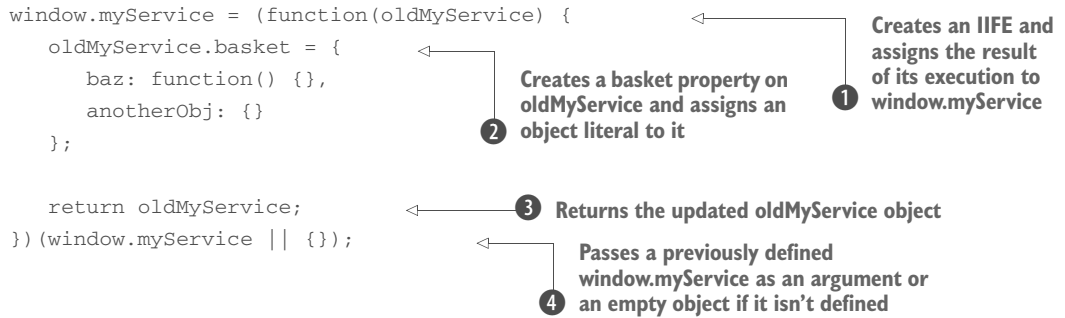 window.myService = (function(oldMyService) {
Creates an IIFE and
assigns the result
of its execution to
1 window.myService
oldMyService.basket = {
baz: function() {},
anotherObj: {}
};
Creates a basket property on
oldMyService and assigns an
2 object literal to it
return oldMyService;
3 Returns the updated oldMyService object
})(window.myService || {});
Passes a previously defined
window.myService as an argument or
4 an empty object if it isn't defined